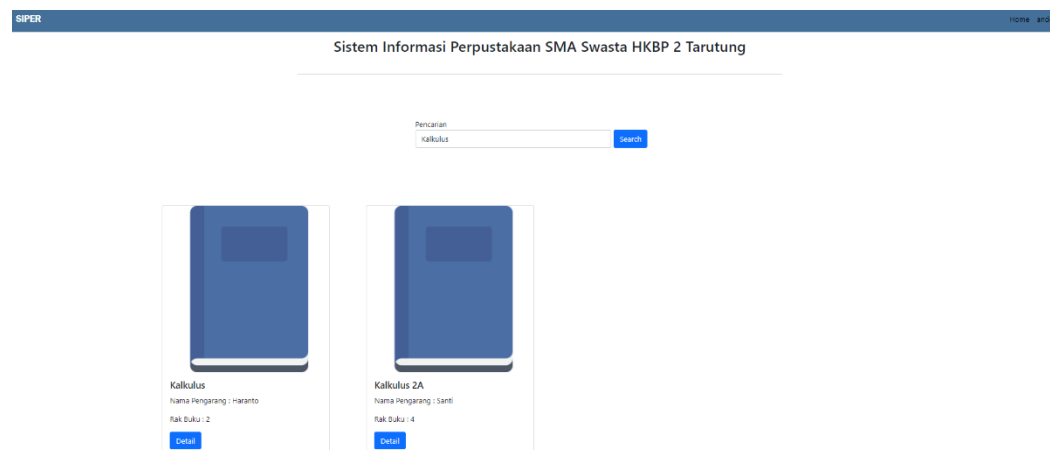 SIPER
Home and
Sistem Informasi Perpustakaan SMA Swasta HKBP 2 Tarutung
Pencarian
Kalkulus
Search
Kalkulus
Nama Pengarang : Haranto
Rak Buku : 2
Detail
Kalkulus 2A
Nama Pengarang : Santi
Rak Buku : 4
Detail